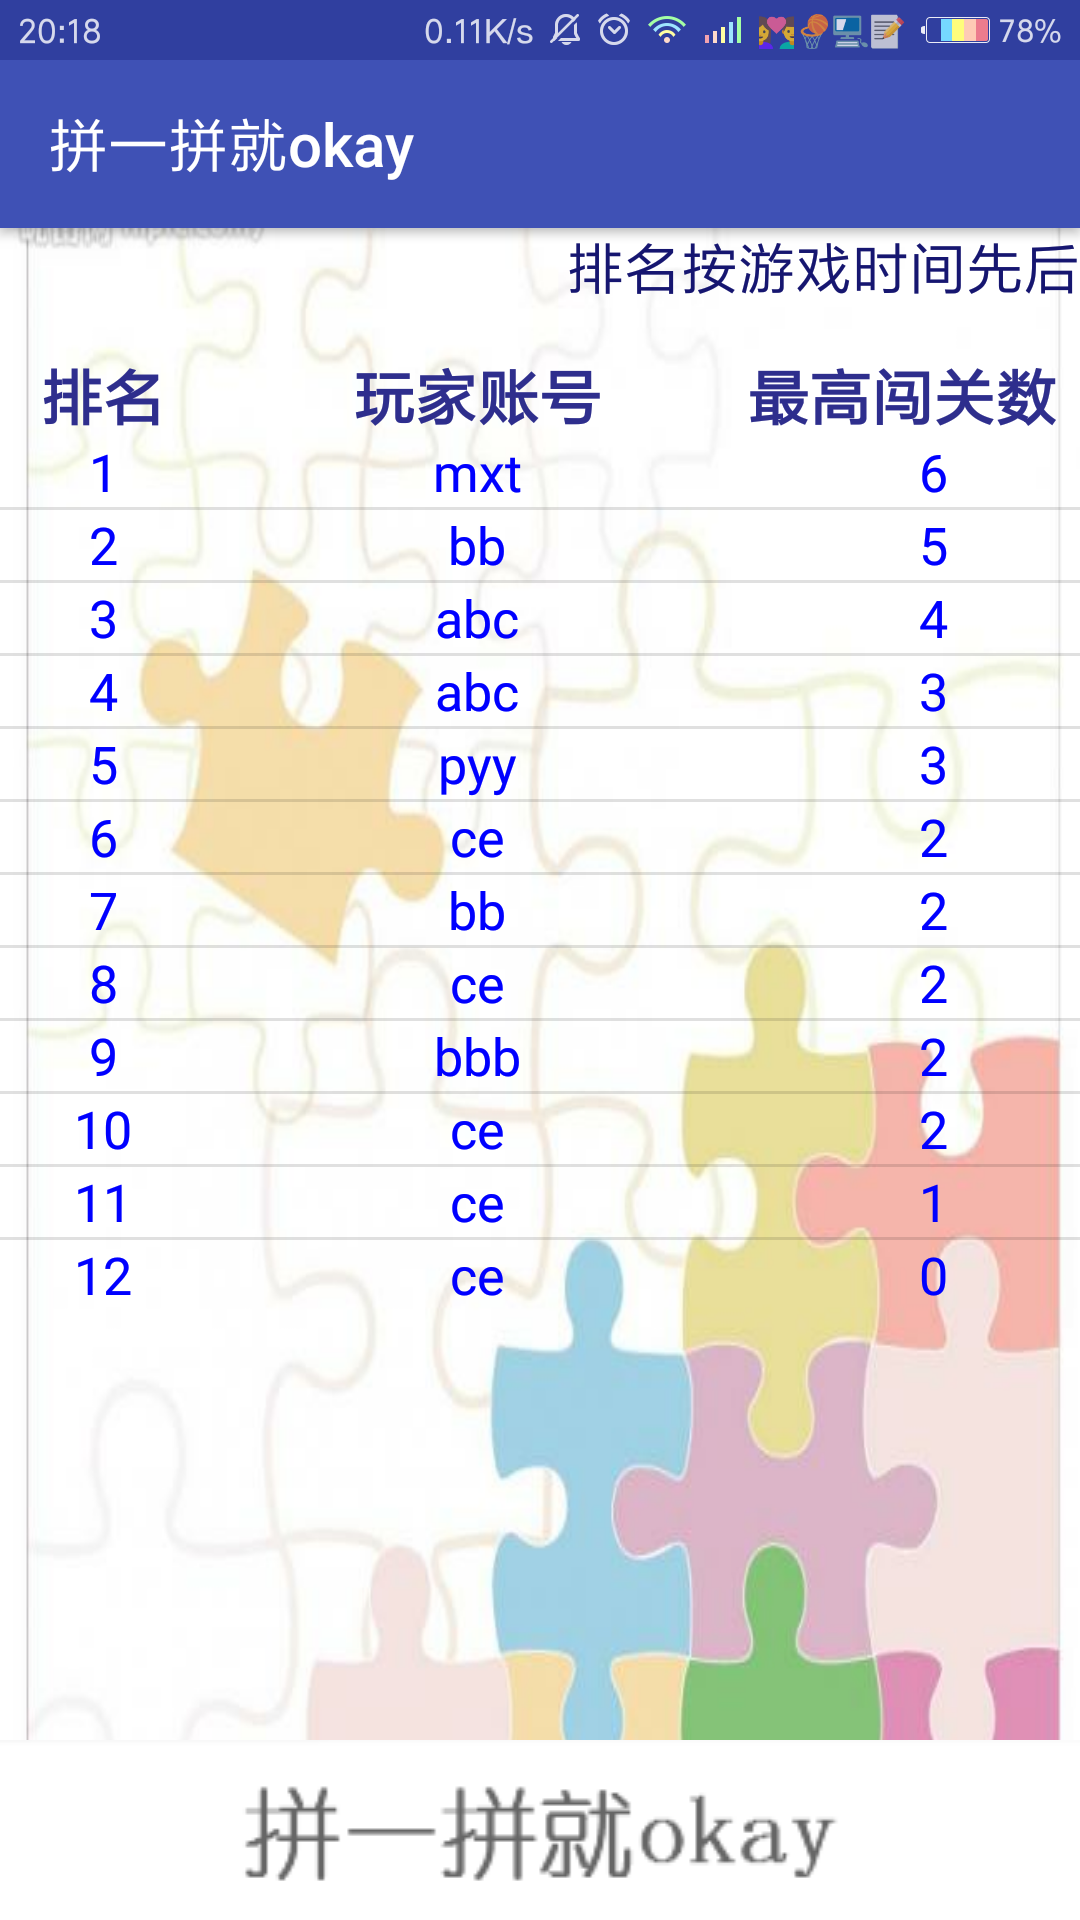 20:18 0.11K/s 78%
拼一拼就okay
排名按游戏时间先后
排名 玩家账号 最高闯关数
1 mxt 6
2 bb 5
3 abc 4
4 abc 3
5 pyy 3
6 ce 2
7 bb 2
8 ce 2
9 bbb 2
10 ce 2
11 ce 1
12 ce 0
拼一拼就okay